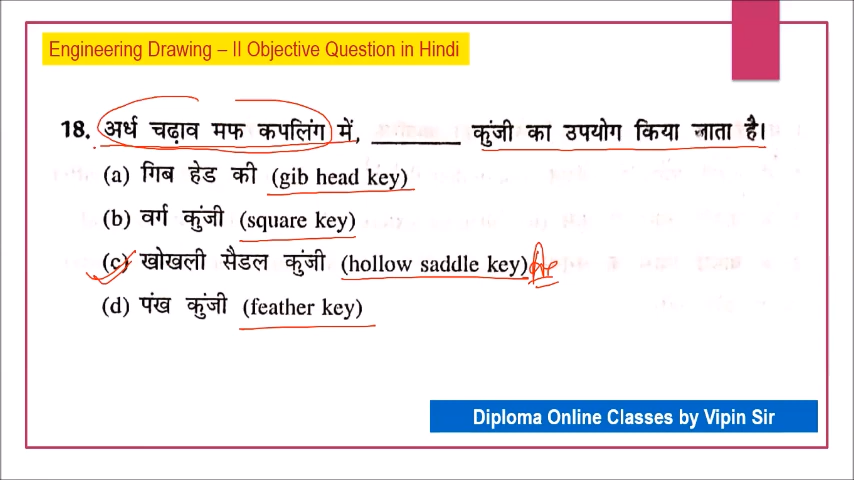 Engineering Drawing – II Objective Question in Hindi
18. अर्ध चढ़ाव मफ कपलिंग में, ________ कुंजी का उपयोग किया जाता है।
(a) गिब हेड की (gib head key)
(b) वर्ग कुंजी (square key)
(c) खोखली सैडल कुंजी (hollow saddle key)
(d) पंख कुंजी (feather key)
Diploma Online Classes by Vipin Sir